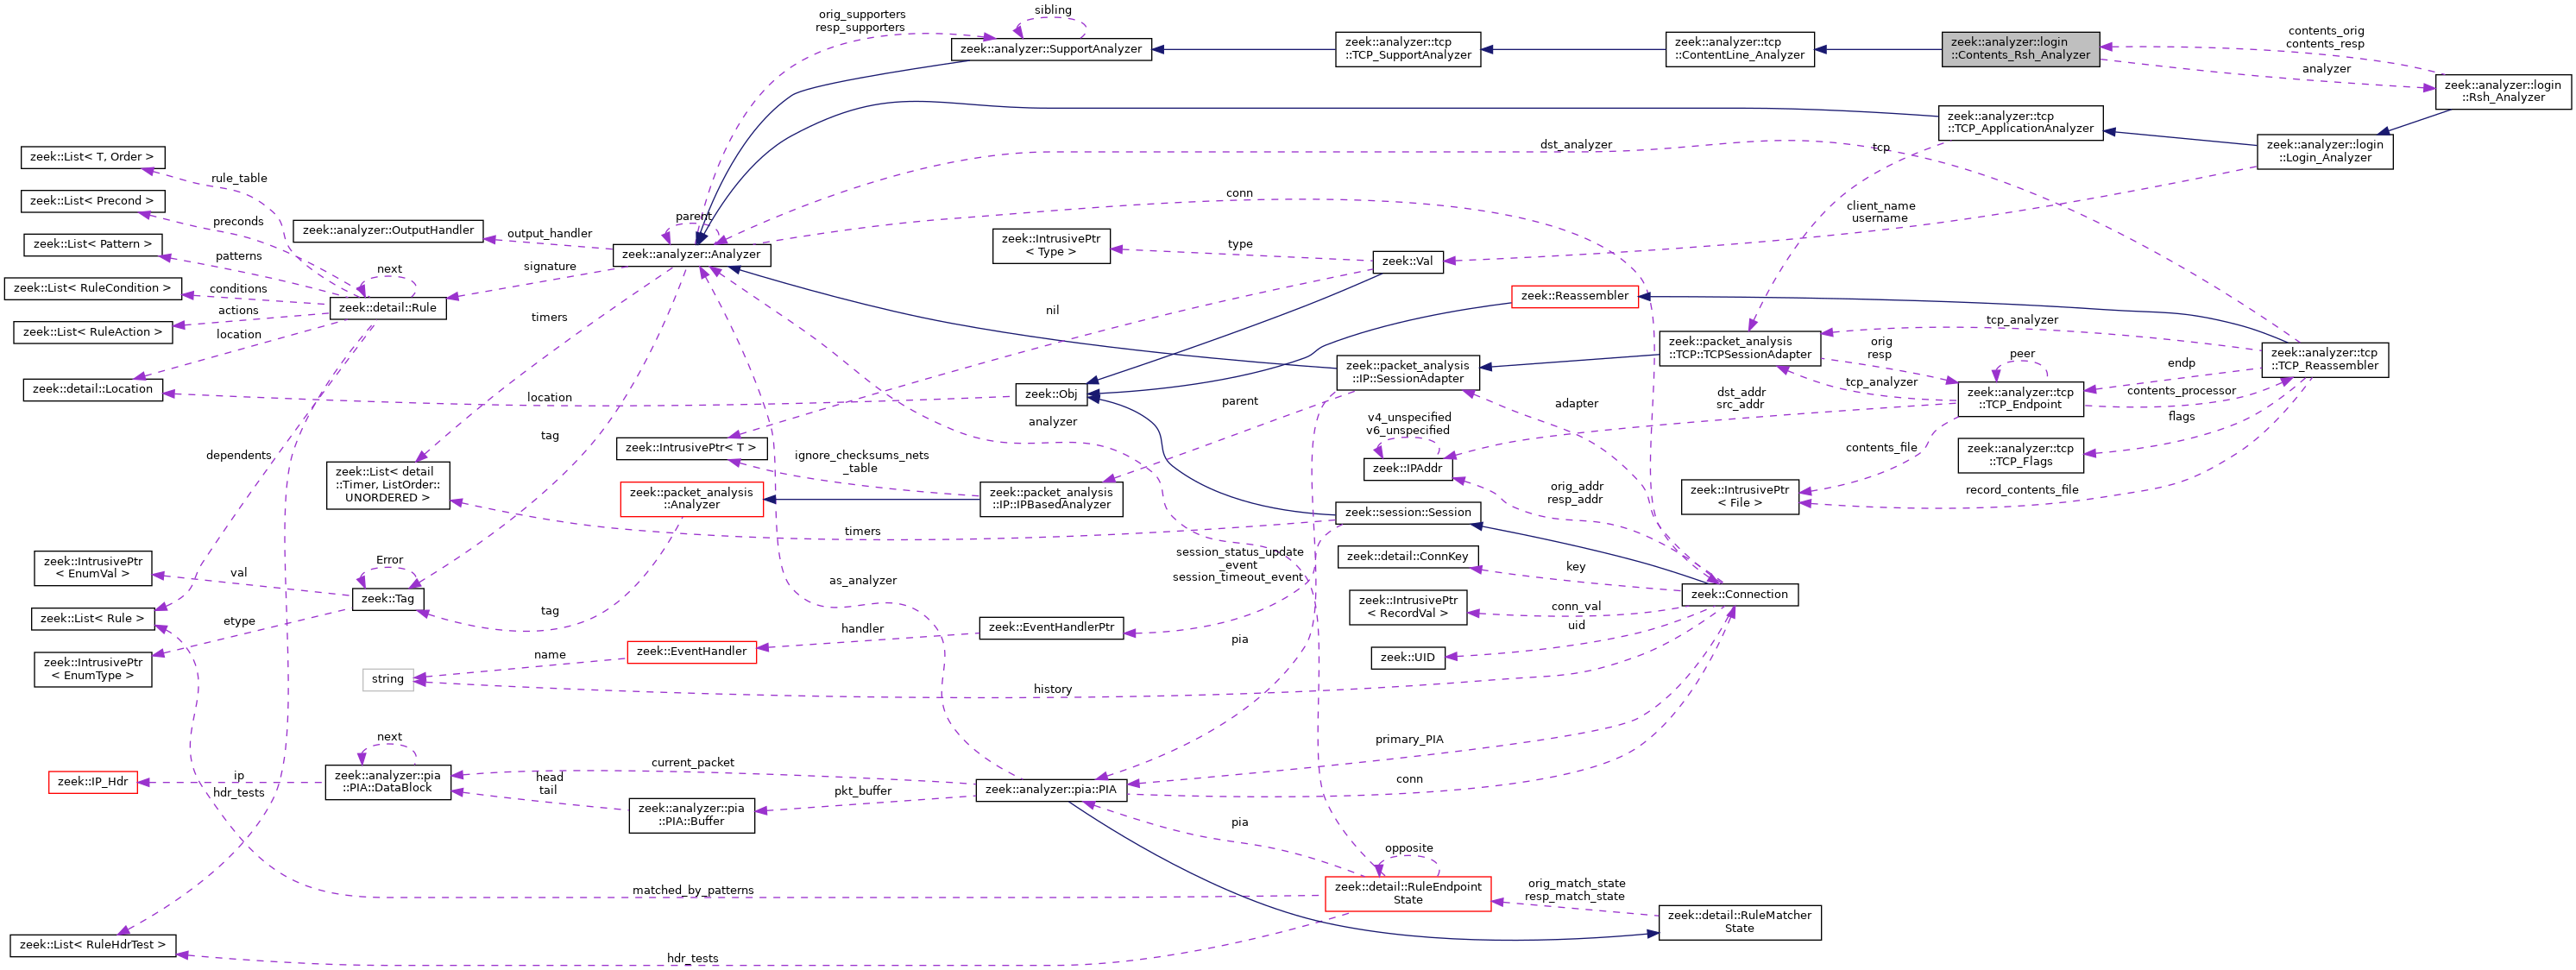 orig_supporters
resp_supporters
sibling
zeek::analyzer::SupportAnalyzer
zeek::analyzer::tcp
::TCP_SupportAnalyzer
zeek::analyzer::tcp
::ContentLine_Analyzer
zeek::analyzer::login
::Contents_Rsh_Analyzer
contents_orig
contents_resp
analyzer
zeek::analyzer::login
::Rsh_Analyzer
zeek::analyzer::tcp
::TCP_ApplicationAnalyzer
zeek::analyzer::login
::Login_Analyzer
dst_analyzer
tcp
zeek::List< T, Order >
rule_table
zeek::List< Precond >
preconds
zeek::analyzer::OutputHandler
output_handler
parent
conn
client_name
username
zeek::List< Pattern >
patterns
zeek::analyzer::Analyzer
zeek::IntrusivePtr
< Type >
type
zeek::Val
signature
next
zeek::List< RuleCondition >
conditions
zeek::detail::Rule
zeek::Reassembler
zeek::List< RuleAction >
actions
location
timers
nil
tcp_analyzer
zeek::packet_analysis
::TCP::TCPSessionAdapter
orig
resp
peer
endp
zeek::analyzer::tcp
::TCP_Reassembler
zeek::packet_analysis
::IP::SessionAdapter
tcp_analyzer
zeek::analyzer::tcp
::TCP_Endpoint
contents_processor
zeek::detail::Location
location
zeek::Obj
parent
adapter
dst_addr
src_addr
flags
v4_unspecified
v6_unspecified
analyzer
tag
dependents
zeek::IntrusivePtr< T >
ignore_checksums_nets
_table
zeek::IPAddr
contents_file
zeek::analyzer::tcp
::TCP_Flags
zeek::List< detail
::Timer, ListOrder::
UNORDERED >
zeek::packet_analysis
::Analyzer
zeek::packet_analysis
::IP::IPBasedAnalyzer
orig_addr
resp_addr
zeek::IntrusivePtr
< File >
record_contents_file
timers
zeek::session::Session
zeek::IntrusivePtr
< EnumVal >
val
Error
session_status_update
_event
session_timeout_event
zeek::detail::ConnKey
key
as_analyzer
zeek::Tag
zeek::Connection
zeek::List< Rule >
etype
tag
zeek::IntrusivePtr
< RecordVal >
conn_val
uid
handler
zeek::EventHandlerPtr
pia
zeek::IntrusivePtr
< EnumType >
name
zeek::EventHandler
zeek::UID
string
history
next
primary_PIA
zeek::IP_Hdr
ip
hdr_tests
zeek::analyzer::pia
::PIA::DataBlock
current_packet
head
tail
pkt_buffer
zeek::analyzer::pia::PIA
conn
zeek::analyzer::pia
::PIA::Buffer
pia
opposite
matched_by_patterns
zeek::detail::RuleEndpoint
State
orig_match_state
resp_match_state
zeek::detail::RuleMatcher
State
zeek::List< RuleHdrTest >
hdr_tests